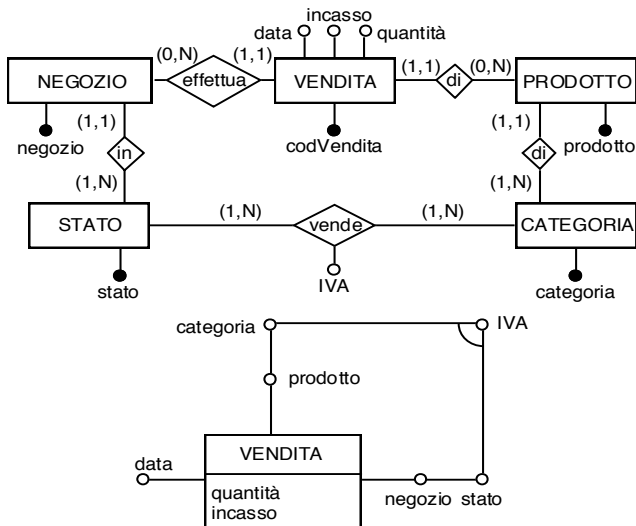 incasso
data quantità
(0,N) (1,1)
NEGOZIO effettua VENDITA (1,1) di (0,N) PRODOTTO
(1,1) (1,1)
negozio in codVendita di prodotto
(1,N) (1,N)
STATO (1,N) vende (1,N) CATEGORIA
stato IVA categoria
categoria IVA
prodotto
VENDITA
data
quantità negozio stato
incasso